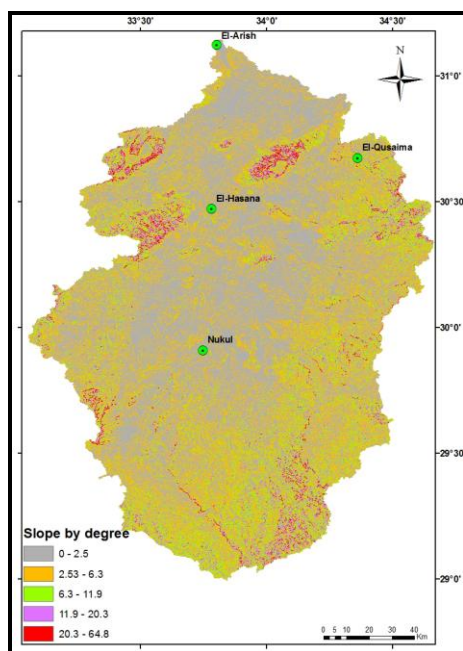 33°30' 34°0' 34°30'
El-Arish
N
31°0'
El-Qusaima
El-Hasana
30°30'
30°0'
Nukul
29°30'
Slope by degree
0 - 2.5
2.53 - 6.3
6.3 - 11.9
11.9 - 20.3
20.3 - 64.8
29°0'
0 5 10 20 30 40
Km